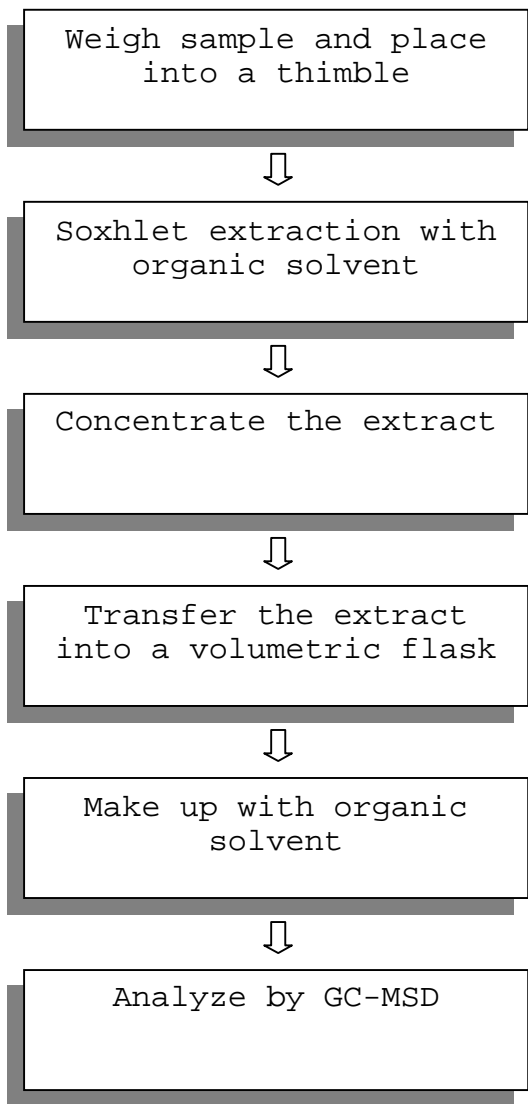 Weigh sample and place
into a thimble
Soxhlet extraction with
organic solvent
Concentrate the extract
Transfer the extract
into a volumetric flask
Make up with organic
solvent
Analyze by GC-MSD